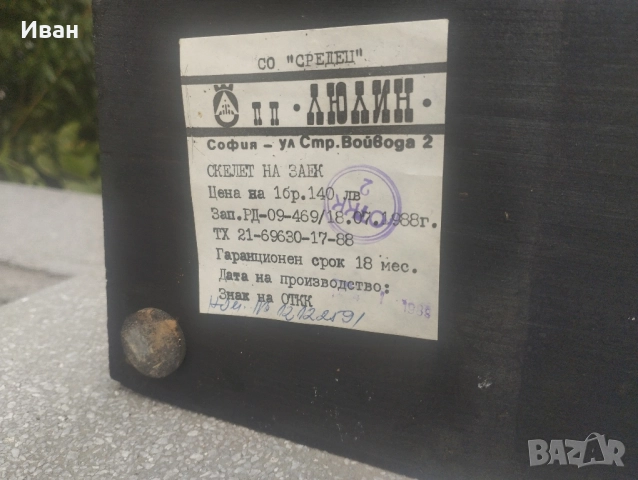 Иван
СО "СРЕДЕЦ"
ПП · ЛЮЛИН ·
София - ул Стр. Войвода 2
СКЕЛЕТ НА ЗАЕК
Цена на 1бр.140 лв
Зап.РД-09-469/18.07.1988г.
ТХ 21-69630-17-88
Гаранционен срок 18 мес.
Дата на производство:
Знак на ОТКК
1988
BAZAR